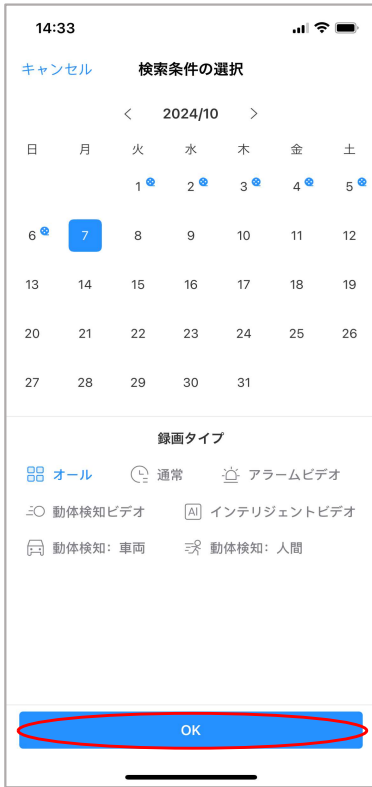 14:33
キャンセル 検索条件の選択
< 2024/10 >
日 月 火 水 木 金 土
1 2 3 4 5
6 7 8 9 10 11 12
13 14 15 16 17 18 19
20 21 22 23 24 25 26
27 28 29 30 31
録画タイプ
オール 通常 アラームビデオ
動体検知ビデオ AI インテリジェントビデオ
動体検知: 車両 動体検知: 人間
OK